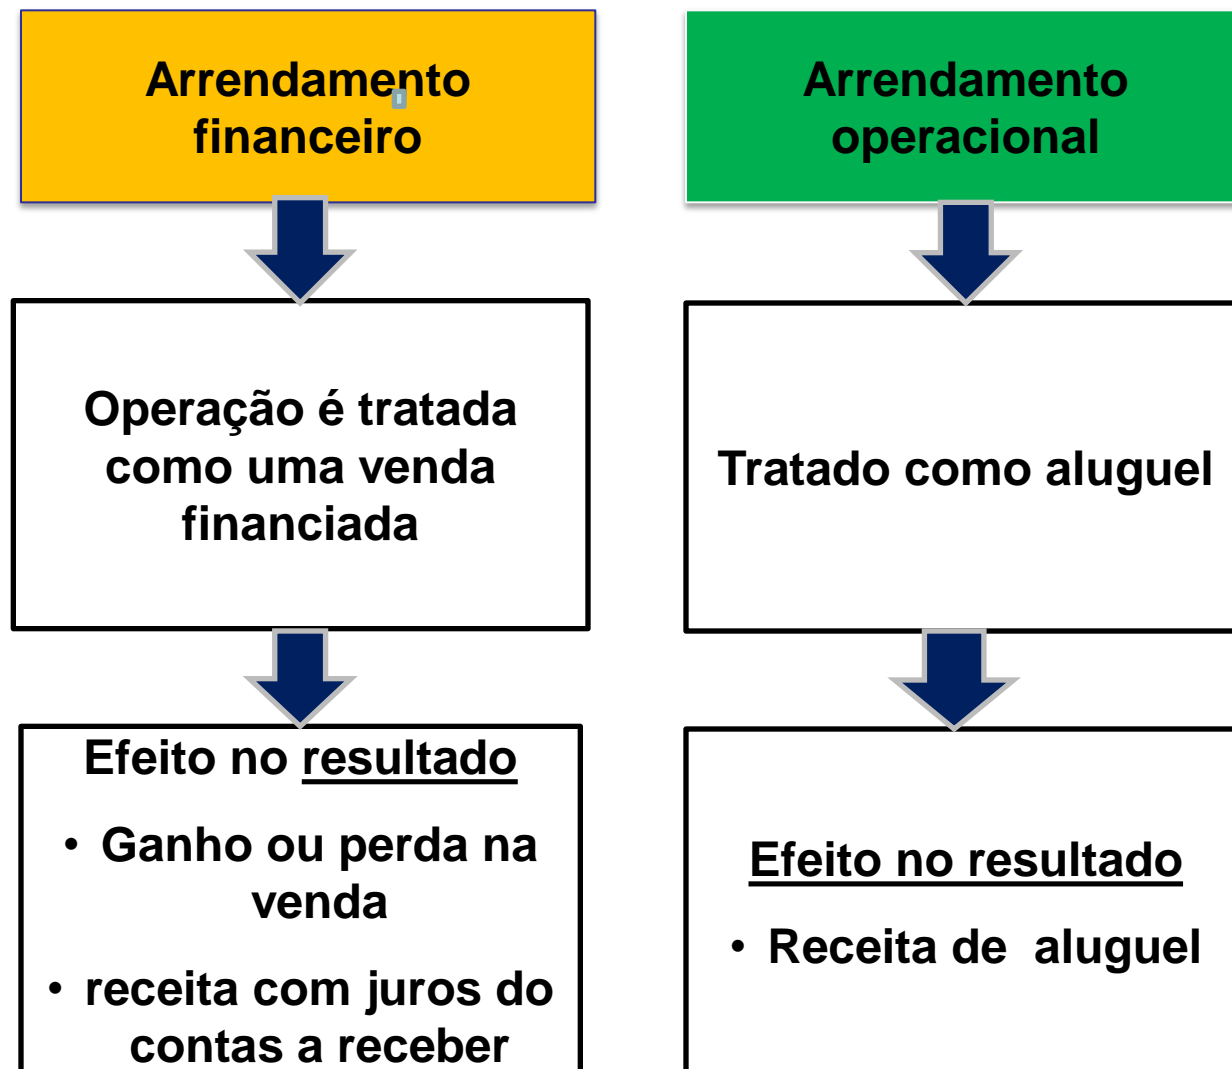 Arrendamento
financeiro
Operação é tratada
como uma venda
financiada
Efeito no resultado
• Ganho ou perda na
venda
• receita com juros do
contas a receber
Arrendamento
operacional
Tratado como aluguel
Efeito no resultado
• Receita de aluguel